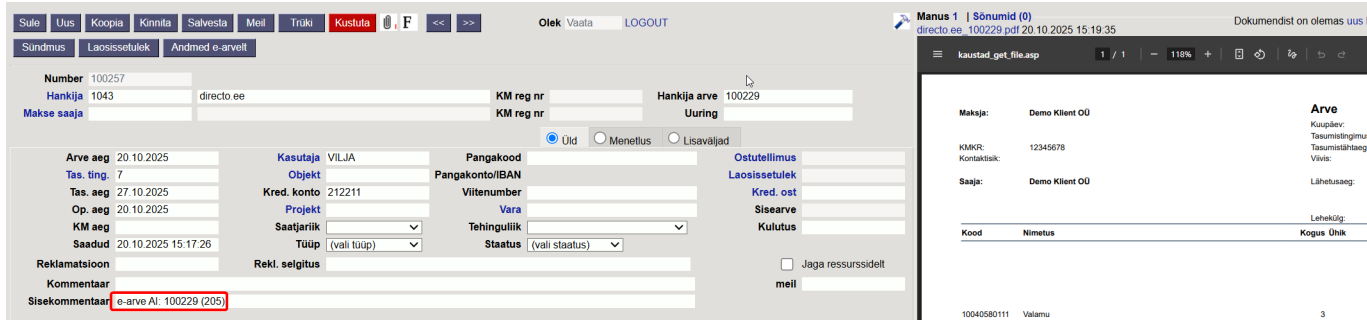 Sule Uus Koopia Kinnita Salvesta Meil Trüki Kustuta F << >> Olek Vaata LOGOUT
Sündmus Laosissetulek Andmed e-arvelt
Number 100257
Hankija 1043 directo.ee KM reg nr Hankija arve 100229
Makse saaja KM reg nr Uuring
Üld Menetlus Lisaväljad
Arve aeg 20.10.2025 Kasutaja VILJA Pangakood Ostutellimus
Tas. ting. 7 Objekt Pangakonto/IBAN Laosissetulek
Tas. aeg 27.10.2025 Kred. konto 212211 Viitenumber Kred. ost
Op. aeg 20.10.2025 Projekt Vara Sisearve
KM aeg Saatjariik Tehinguliik Kulutus
Saadud 20.10.2025 15:17:26 Tüüp (vali tüüp) Staatus (vali staatus)
Reklamatsioon Rekl. selgitus Jaga ressurssidelt
Kommentaar meil
Sisekommentaar e-arve AI: 100229 (205)
Manus 1 | Sõnumid (0) Dokumendist on olemas uus
directo.ee_100229.pdf 20.10.2025 15:19:35
kaustad_get_file.asp 1 / 1 − 118% +
Maksja: Demo Klient OÜ Arve
Kuupäev:
Tasumistingimus
KMKR: 12345678 Tasumistähtaeg
Kontaktisik: Viivis:
Saaja: Demo Klient OÜ Lähetusaeg:
Lehekülg:
Kood Nimetus Kogus Ühik
10040580111 Valamu 3